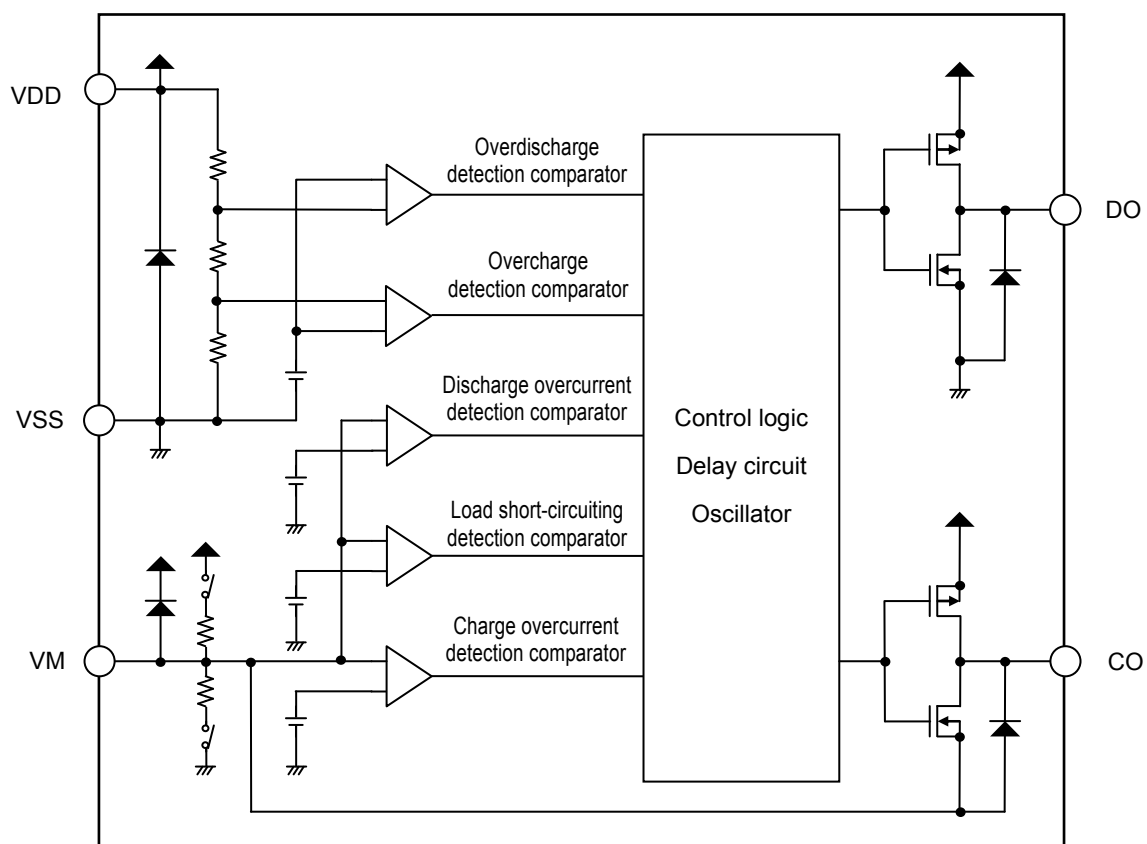 VDD
Overdischarge
detection comparator
DO
Overcharge
detection comparator
Discharge overcurrent
detection comparator
VSS
Control logic
Delay circuit
Oscillator
Load short-circuiting
detection comparator
Charge overcurrent
detection comparator
VM
CO